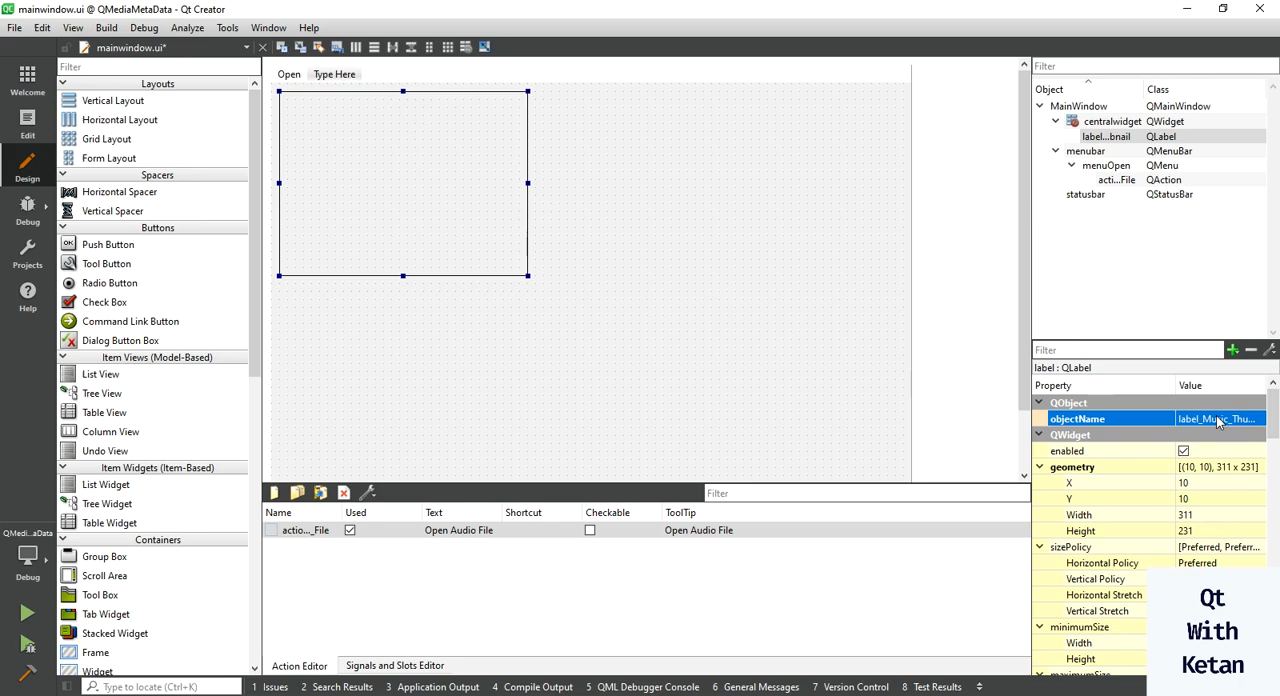 mainwindow.ui @ QMediaMetaData - Qt Creator
File Edit View Build Debug Analyze Tools Window Help
mainwindow.ui*
Welcome
Edit
Design
Debug
Projects
Help
QMedi...aData
Debug
Filter
Layouts
Vertical Layout
Horizontal Layout
Grid Layout
Form Layout
Spacers
Horizontal Spacer
Vertical Spacer
Buttons
OK Push Button
Tool Button
Radio Button
Check Box
Command Link Button
Dialog Button Box
Item Views (Model-Based)
List View
Tree View
Table View
Column View
Undo View
Item Widgets (Item-Based)
List Widget
Tree Widget
Table Widget
Containers
Group Box
Scroll Area
Tool Box
Tab Widget
Stacked Widget
Frame
Widget
Open Type Here
Filter
Name Used Text Shortcut Checkable ToolTip
actio..._File Open Audio File Open Audio File
Action Editor Signals and Slots Editor
Filter
Object Class
MainWindow QMainWindow
centralwidget QWidget
label...bnail QLabel
menubar QMenuBar
menuOpen QMenu
acti...File QAction
statusbar QStatusBar
Filter
label : QLabel
Property Value
QObject
objectName label_Music_Thu...
QWidget
enabled
geometry [(10, 10), 311 x 231]
X 10
Y 10
Width 311
Height 231
sizePolicy [Preferred, Preferr...
Horizontal Policy Preferred
Vertical Policy
Horizontal Stretch
Vertical Stretch
minimumSize
Width
Height
maximumSize
Qt
With
Ketan
Type to locate (Ctrl+K) 1 Issues 2 Search Results 3 Application Output 4 Compile Output 5 QML Debugger Console 6 General Messages 7 Version Control 8 Test Results